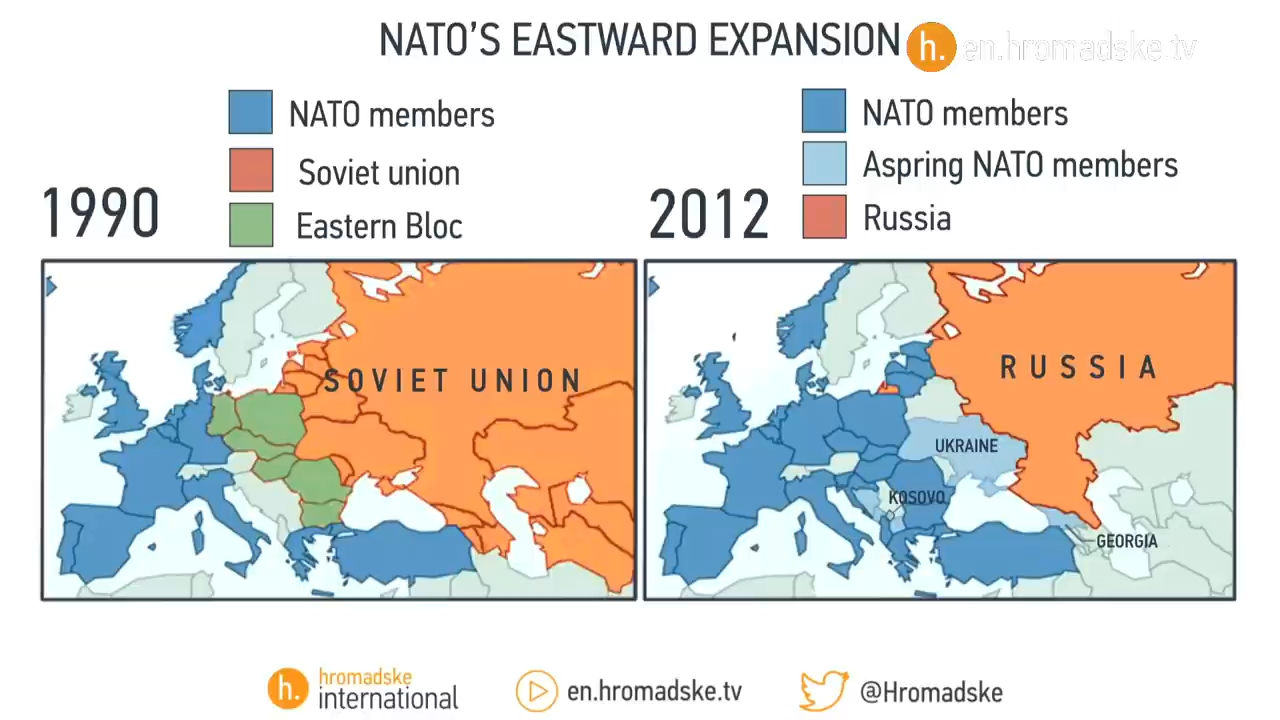 NATO'S EASTWARD EXPANSION
h. en.hromadske.tv
1990
NATO members
Soviet union
Eastern Bloc
2012
NATO members
Aspring NATO members
Russia
SOVIET UNION
RUSSIA
UKRAINE
KOSOVO
GEORGIA
h. hromadske
international
en.hromadske.tv
@Hromadske